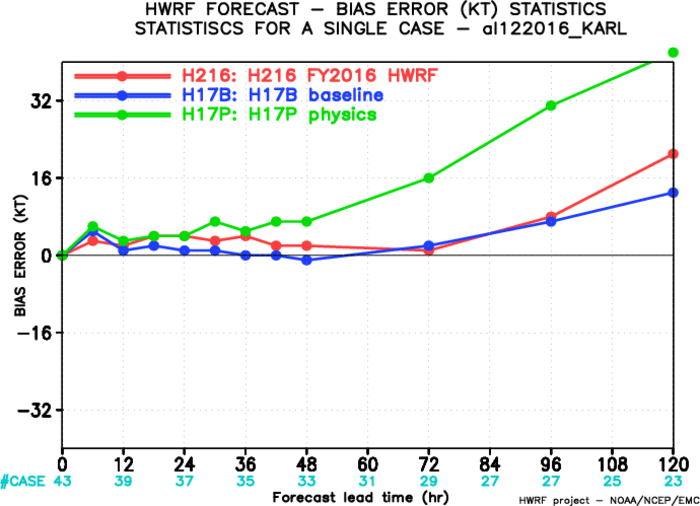 HWRF FORECAST – BIAS ERROR (KT) STATISTICS
STATISTISCS FOR A SINGLE CASE – al122016_KARL
H216: H216 FY2016 HWRF
H17B: H17B baseline
H17P: H17P physics
BIAS ERROR (KT)
32
16
0
–16
–32
0 12 24 36 48 60 72 84 96 108 120
#CASE 43 39 37 35 33 31 29 27 27 25 23
Forecast lead time (hr)
HWRF project – NOAA/NCEP/EMC